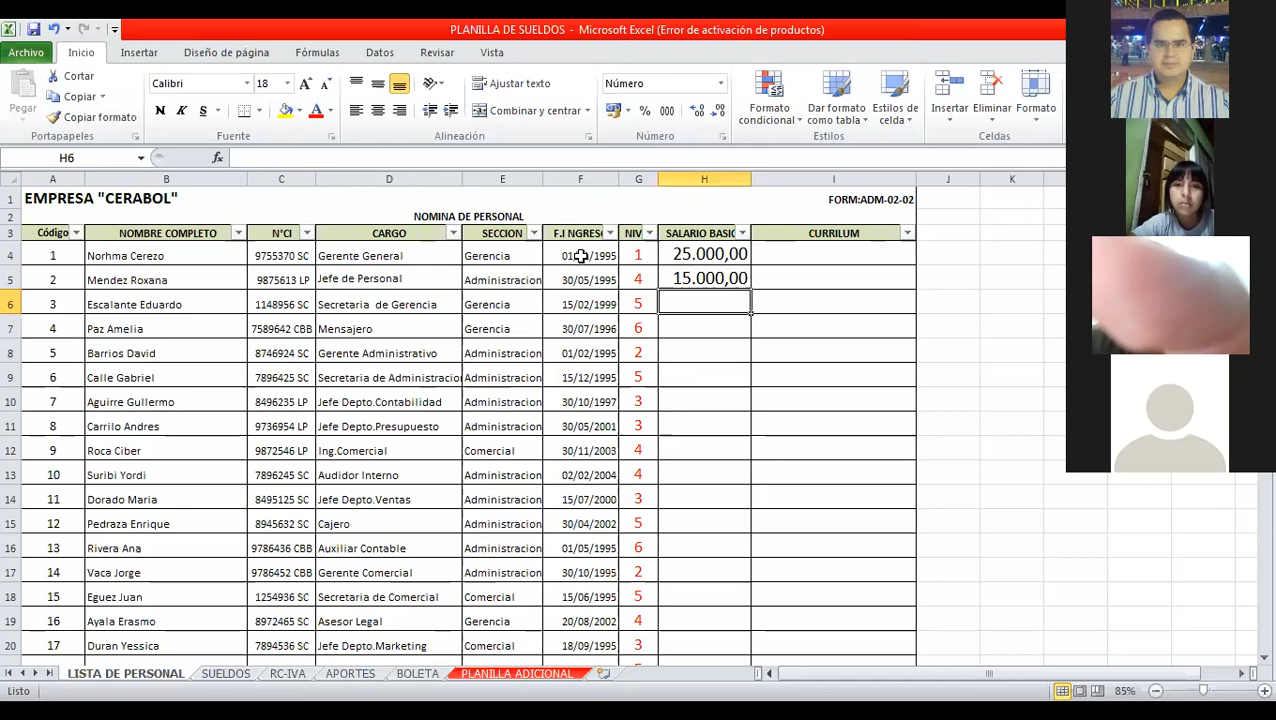 PLANILLA DE SUELDOS - Microsoft Excel (Error de activación de productos)
Archivo Inicio Insertar Diseño de página Fórmulas Datos Revisar Vista
Pegar Cortar Copiar Copiar formato Portapapeles
Calibri 18 A A N K S A Fuente
Ajustar texto Combinar y centrar Alineación
Número % 000 Número
Formato condicional Dar formato como tabla Estilos de celda Estilos
Insertar Eliminar Formato Celdas
H6 fx
A B C D E F G H I J K
1 EMPRESA "CERABOL" FORM:ADM-02-02
2 NOMINA DE PERSONAL
3 Código NOMBRE COMPLETO N°CI CARGO SECCION F.I NGRES NIV SALARIO BASIC CURRILUM
4 1 Norhma Cerezo 9755370 SC Gerente General Gerencia 01 1995 1 25.000,00
5 2 Mendez Roxana 9875613 LP Jefe de Personal Administracion 30/05/1995 4 15.000,00
6 3 Escalante Eduardo 1148956 SC Secretaria de Gerencia Gerencia 15/02/1999 5
7 4 Paz Amelia 7589642 CBB Mensajero Gerencia 30/07/1996 6
8 5 Barrios David 8746924 SC Gerente Administrativo Administracion 01/02/1995 2
9 6 Calle Gabriel 7896425 SC Secretaria de Administracion Administracion 15/12/1995 5
10 7 Aguirre Gullermo 8496235 LP Jefe Depto.Contabilidad Administracion 30/10/1997 3
11 8 Carrilo Andres 9736954 LP Jefe Depto.Presupuesto Administracion 30/05/2001 3
12 9 Roca Ciber 9872546 LP Ing.Comercial Comercial 30/11/2003 4
13 10 Suribi Yordi 7896245 SC Audidor Interno Administracion 02/02/2004 4
14 11 Dorado Maria 8495125 SC Jefe Depto.Ventas Administracion 15/07/2000 3
15 12 Pedraza Enrique 8945632 SC Cajero Administracion 30/04/2002 5
16 13 Rivera Ana 9786436 CBB Auxiliar Contable Administracion 01/05/1995 6
17 14 Vaca Jorge 9786452 CBB Gerente Comercial Administracion 30/10/1995 2
18 15 Eguez Juan 1254936 SC Secretaria de Comercial Comercial 15/06/1995 5
19 16 Ayala Erasmo 8972465 SC Asesor Legal Gerencia 20/08/2002 4
20 17 Duran Yessica 7894536 SC Jefe Depto.Marketing Comercial 18/09/1995 3
LISTA DE PERSONAL SUELDOS RC-IVA APORTES BOLETA PLANILLA ADICIONAL
Listo 85%